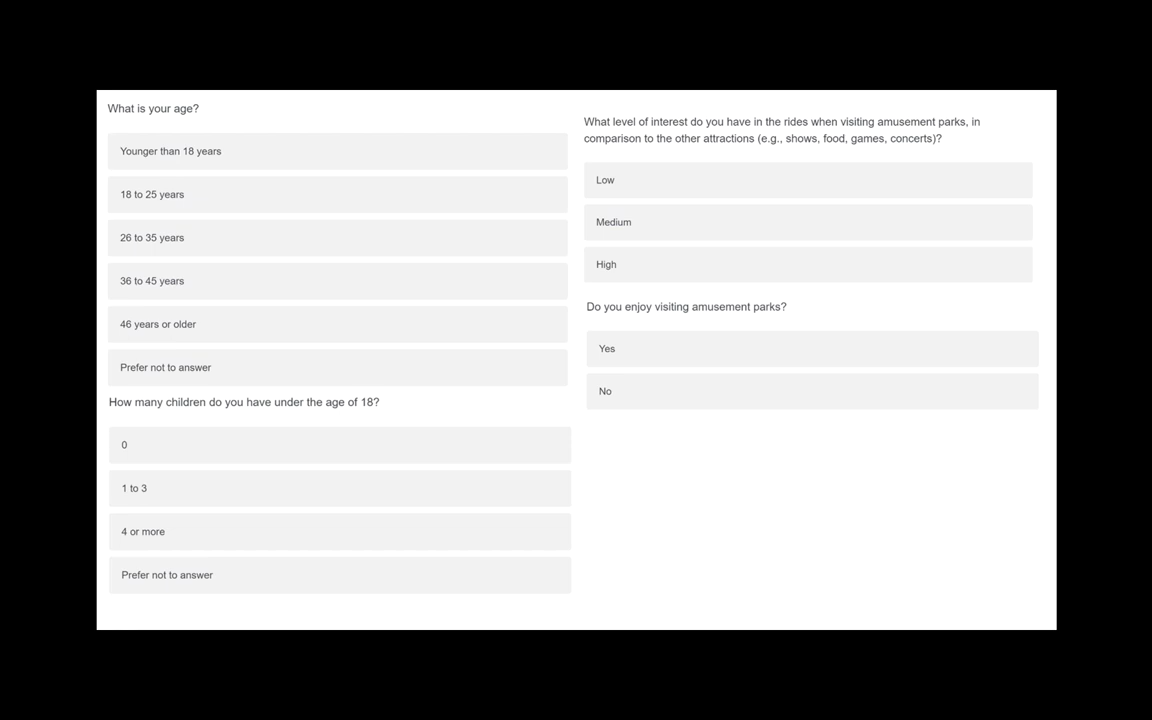 What is your age?
Younger than 18 years
18 to 25 years
26 to 35 years
36 to 45 years
46 years or older
Prefer not to answer
How many children do you have under the age of 18?
0
1 to 3
4 or more
Prefer not to answer
What level of interest do you have in the rides when visiting amusement parks, in
comparison to the other attractions (e.g., shows, food, games, concerts)?
Low
Medium
High
Do you enjoy visiting amusement parks?
Yes
No